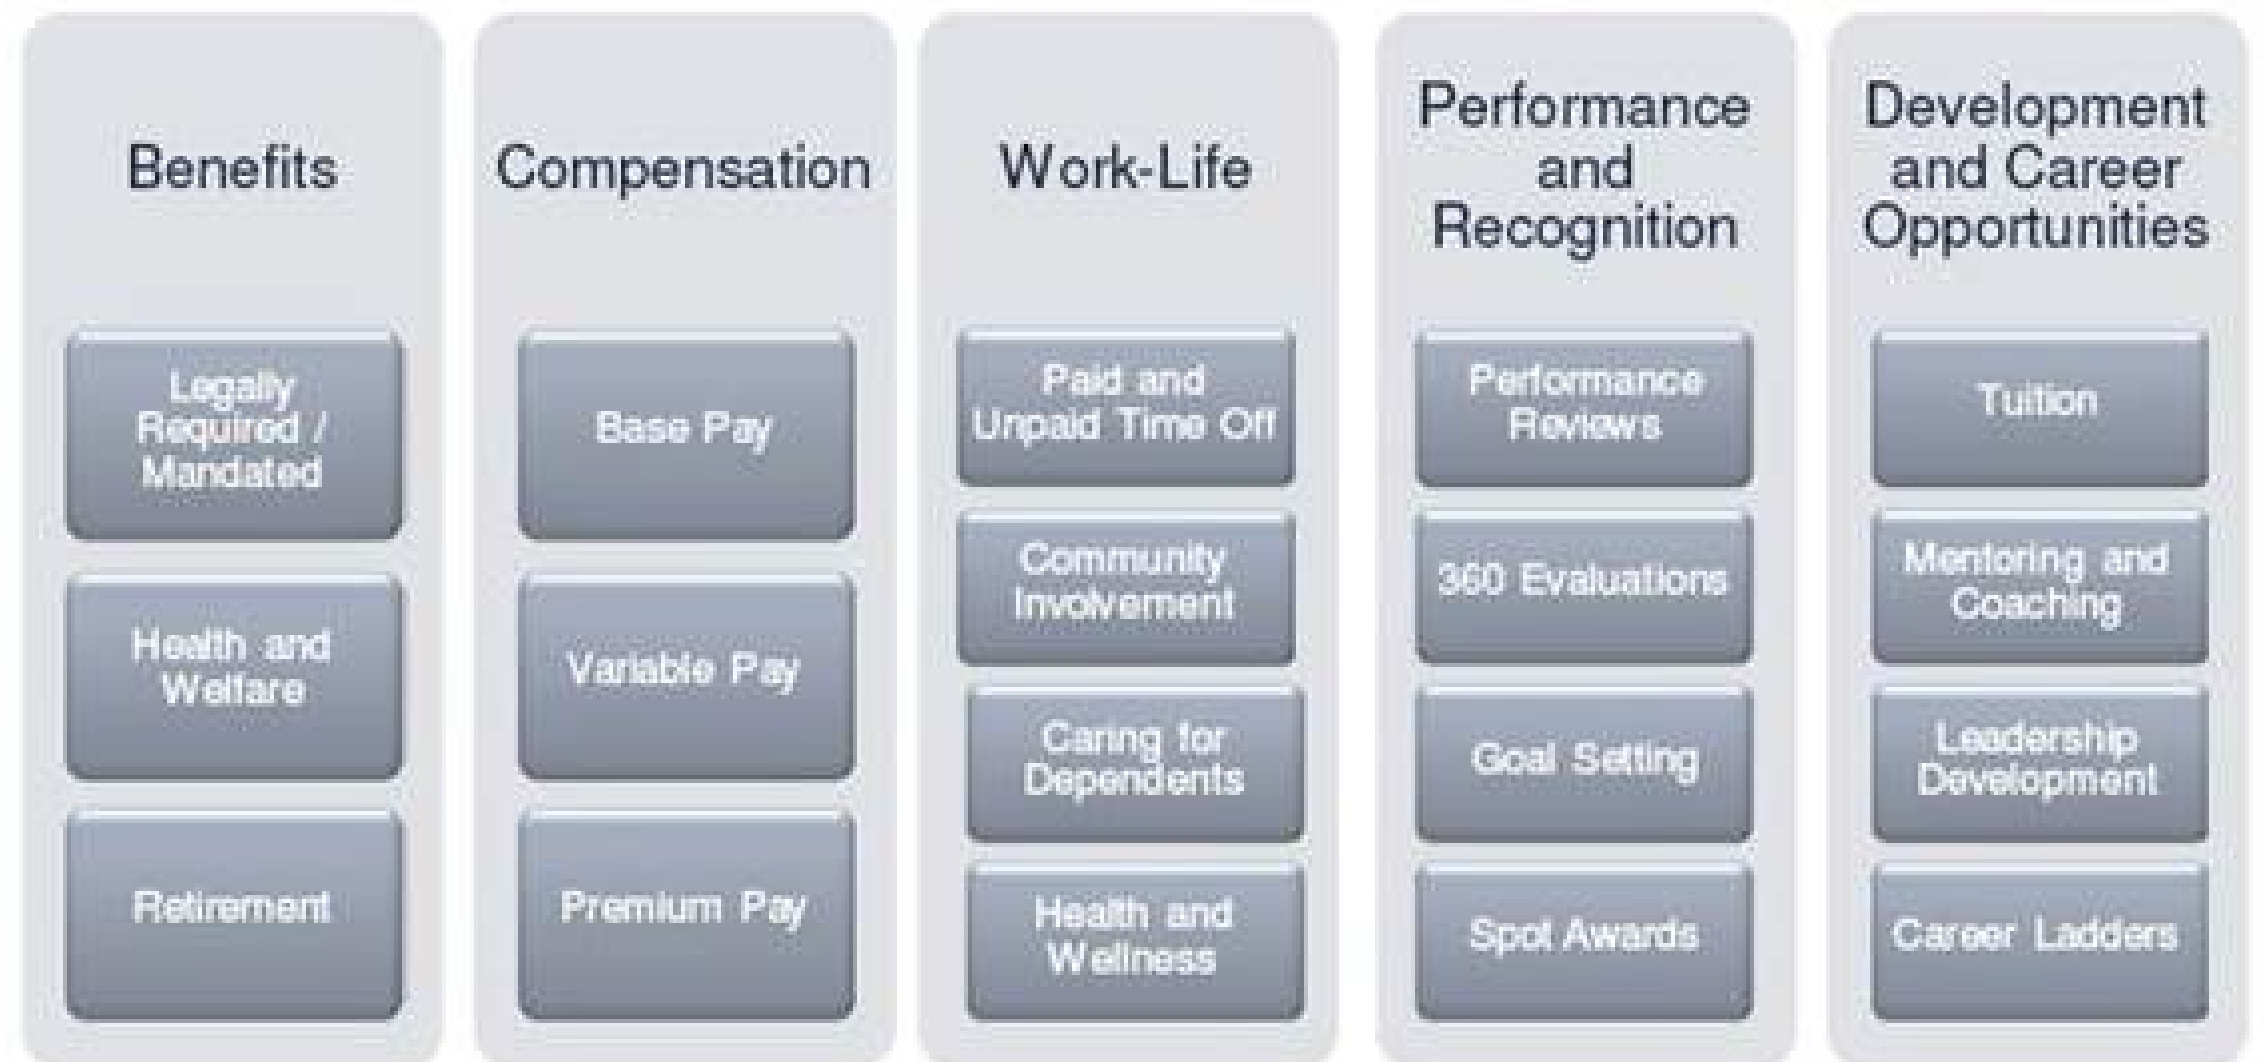 Benefits
Legally
Required /
Mandated
Health and
Welfare
Retirement
Compensation
Base Pay
Variable Pay
Premium Pay
Work-Life
Paid and
Unpaid Time Off
Community
Involvement
Caring for
Dependents
Health and
Wellness
Performance
and
Recognition
Performance
Reviews
360 Evaluations
Goal Setting
Spot Awards
Development
and Career
Opportunities
Tuition
Mentoring and
Coaching
Leadership
Development
Career Ladders